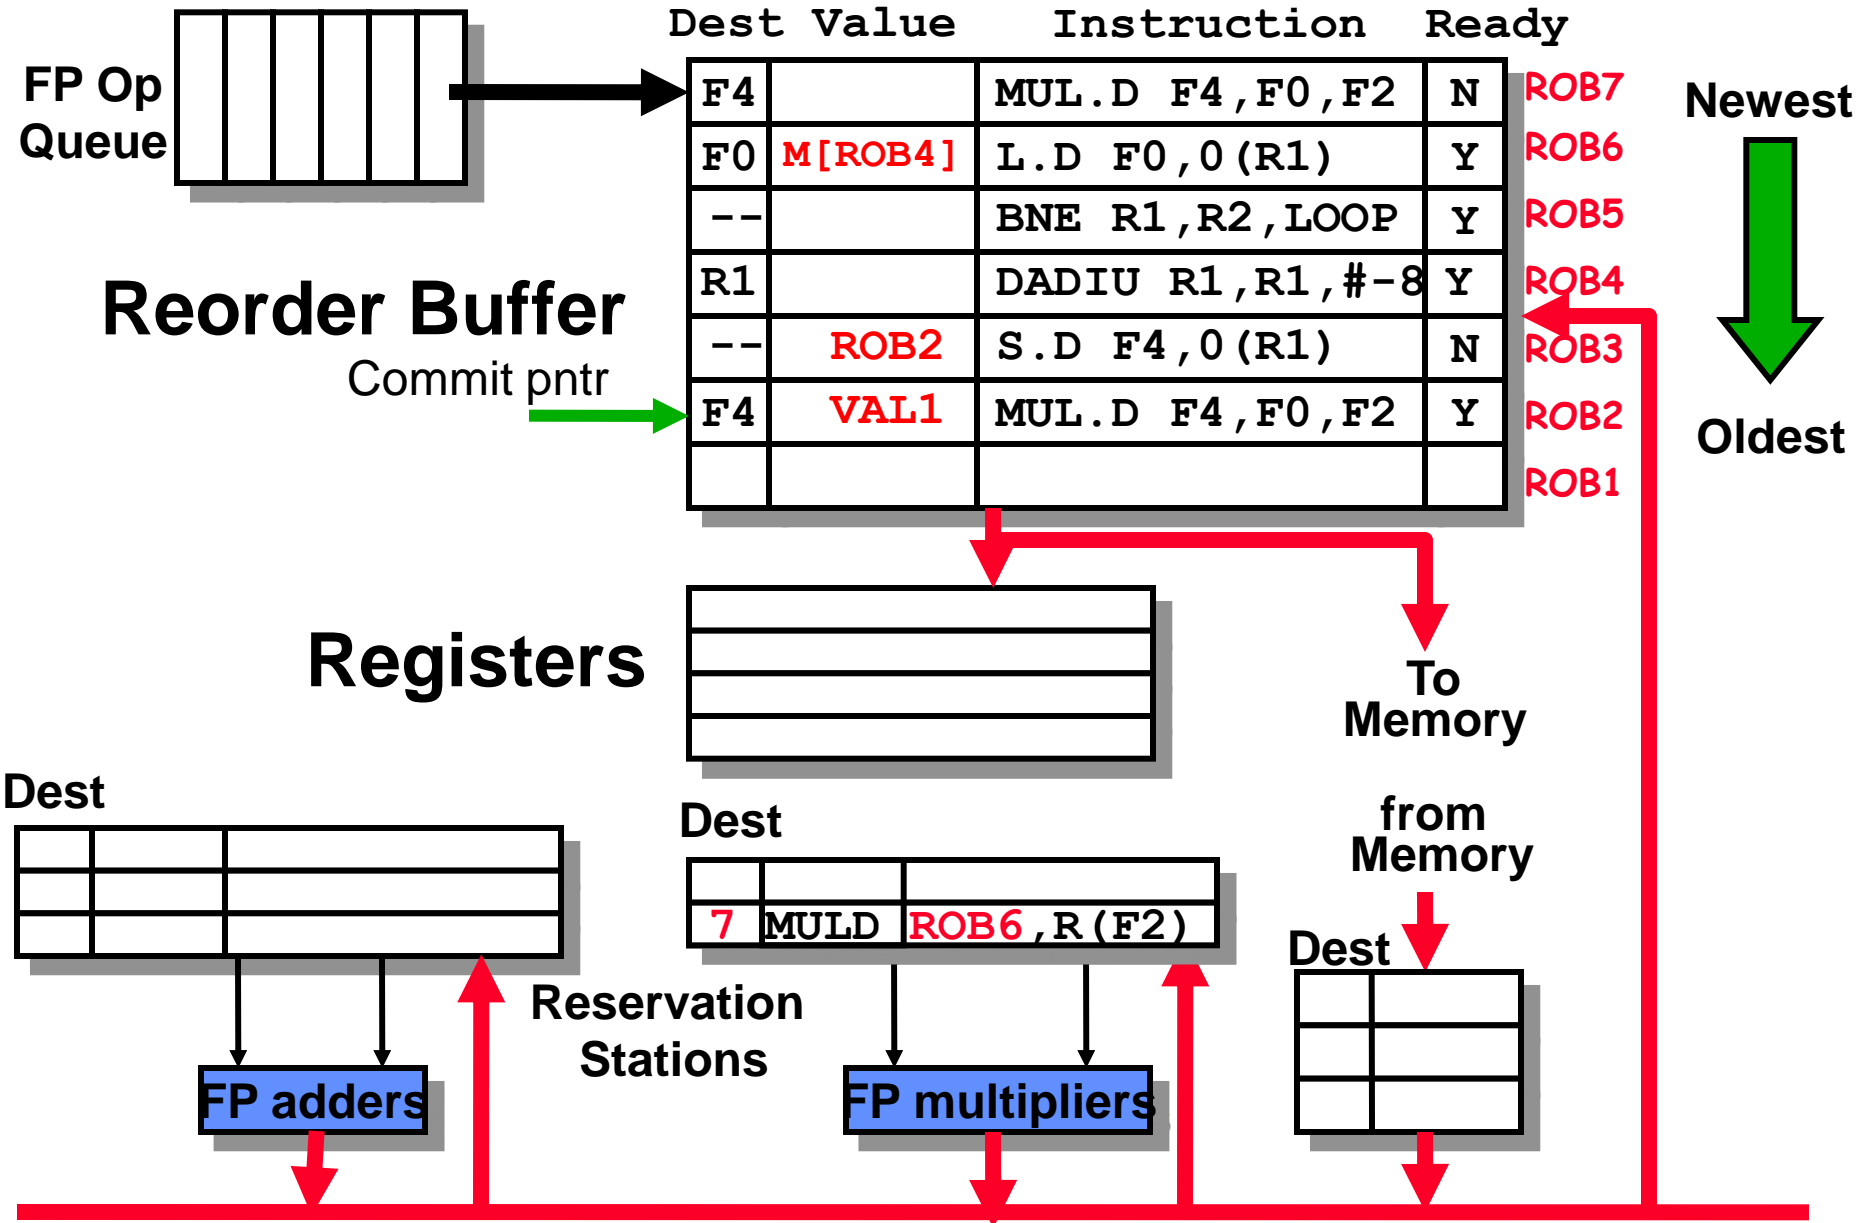 Dest Value Instruction Ready
FP Op
Queue
F4 MUL.D F4,F0,F2 N ROB7
F0 M[ROB4] L.D F0,0(R1) Y ROB6
-- BNE R1,R2,LOOP Y ROB5
R1 DADIU R1,R1,#-8 Y ROB4
-- ROB2 S.D F4,0(R1) N ROB3
F4 VAL1 MUL.D F4,F0,F2 Y ROB2
ROB1
Newest
Oldest
Reorder Buffer
Commit pntr
Registers
To
Memory
Dest
Dest
from
Memory
7 MULD ROB6,R(F2)
Dest
Reservation
Stations
FP adders
FP multipliers